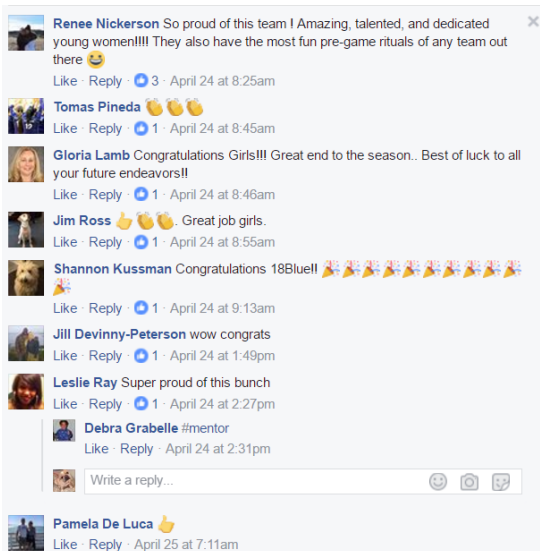 Renee Nickerson So proud of this team ! Amazing, talented, and dedicated
young women!!!! They also have the most fun pre-game rituals of any team out
there 😀
Like · Reply · 3 · April 24 at 8:25am
Tomas Pineda 👏👏👏
Like · Reply · 1 · April 24 at 8:45am
Gloria Lamb Congratulations Girls!!! Great end to the season.. Best of luck to all
your future endeavors!!
Like · Reply · 1 · April 24 at 8:46am
Jim Ross 👍👏👏. Great job girls.
Like · Reply · 1 · April 24 at 8:55am
Shannon Kussman Congratulations 18Blue!! 🎉🎉🎉🎉🎉🎉🎉🎉🎉🎉
🎉
Like · Reply · 1 · April 24 at 9:13am
Jill Devinny-Peterson wow congrats
Like · Reply · 1 · April 24 at 1:49pm
Leslie Ray Super proud of this bunch
Like · Reply · 1 · April 24 at 2:27pm
Debra Grabelle #mentor
Like · Reply · April 24 at 2:31pm
Write a reply...
Pamela De Luca 👍
Like · Reply · April 25 at 7:11am